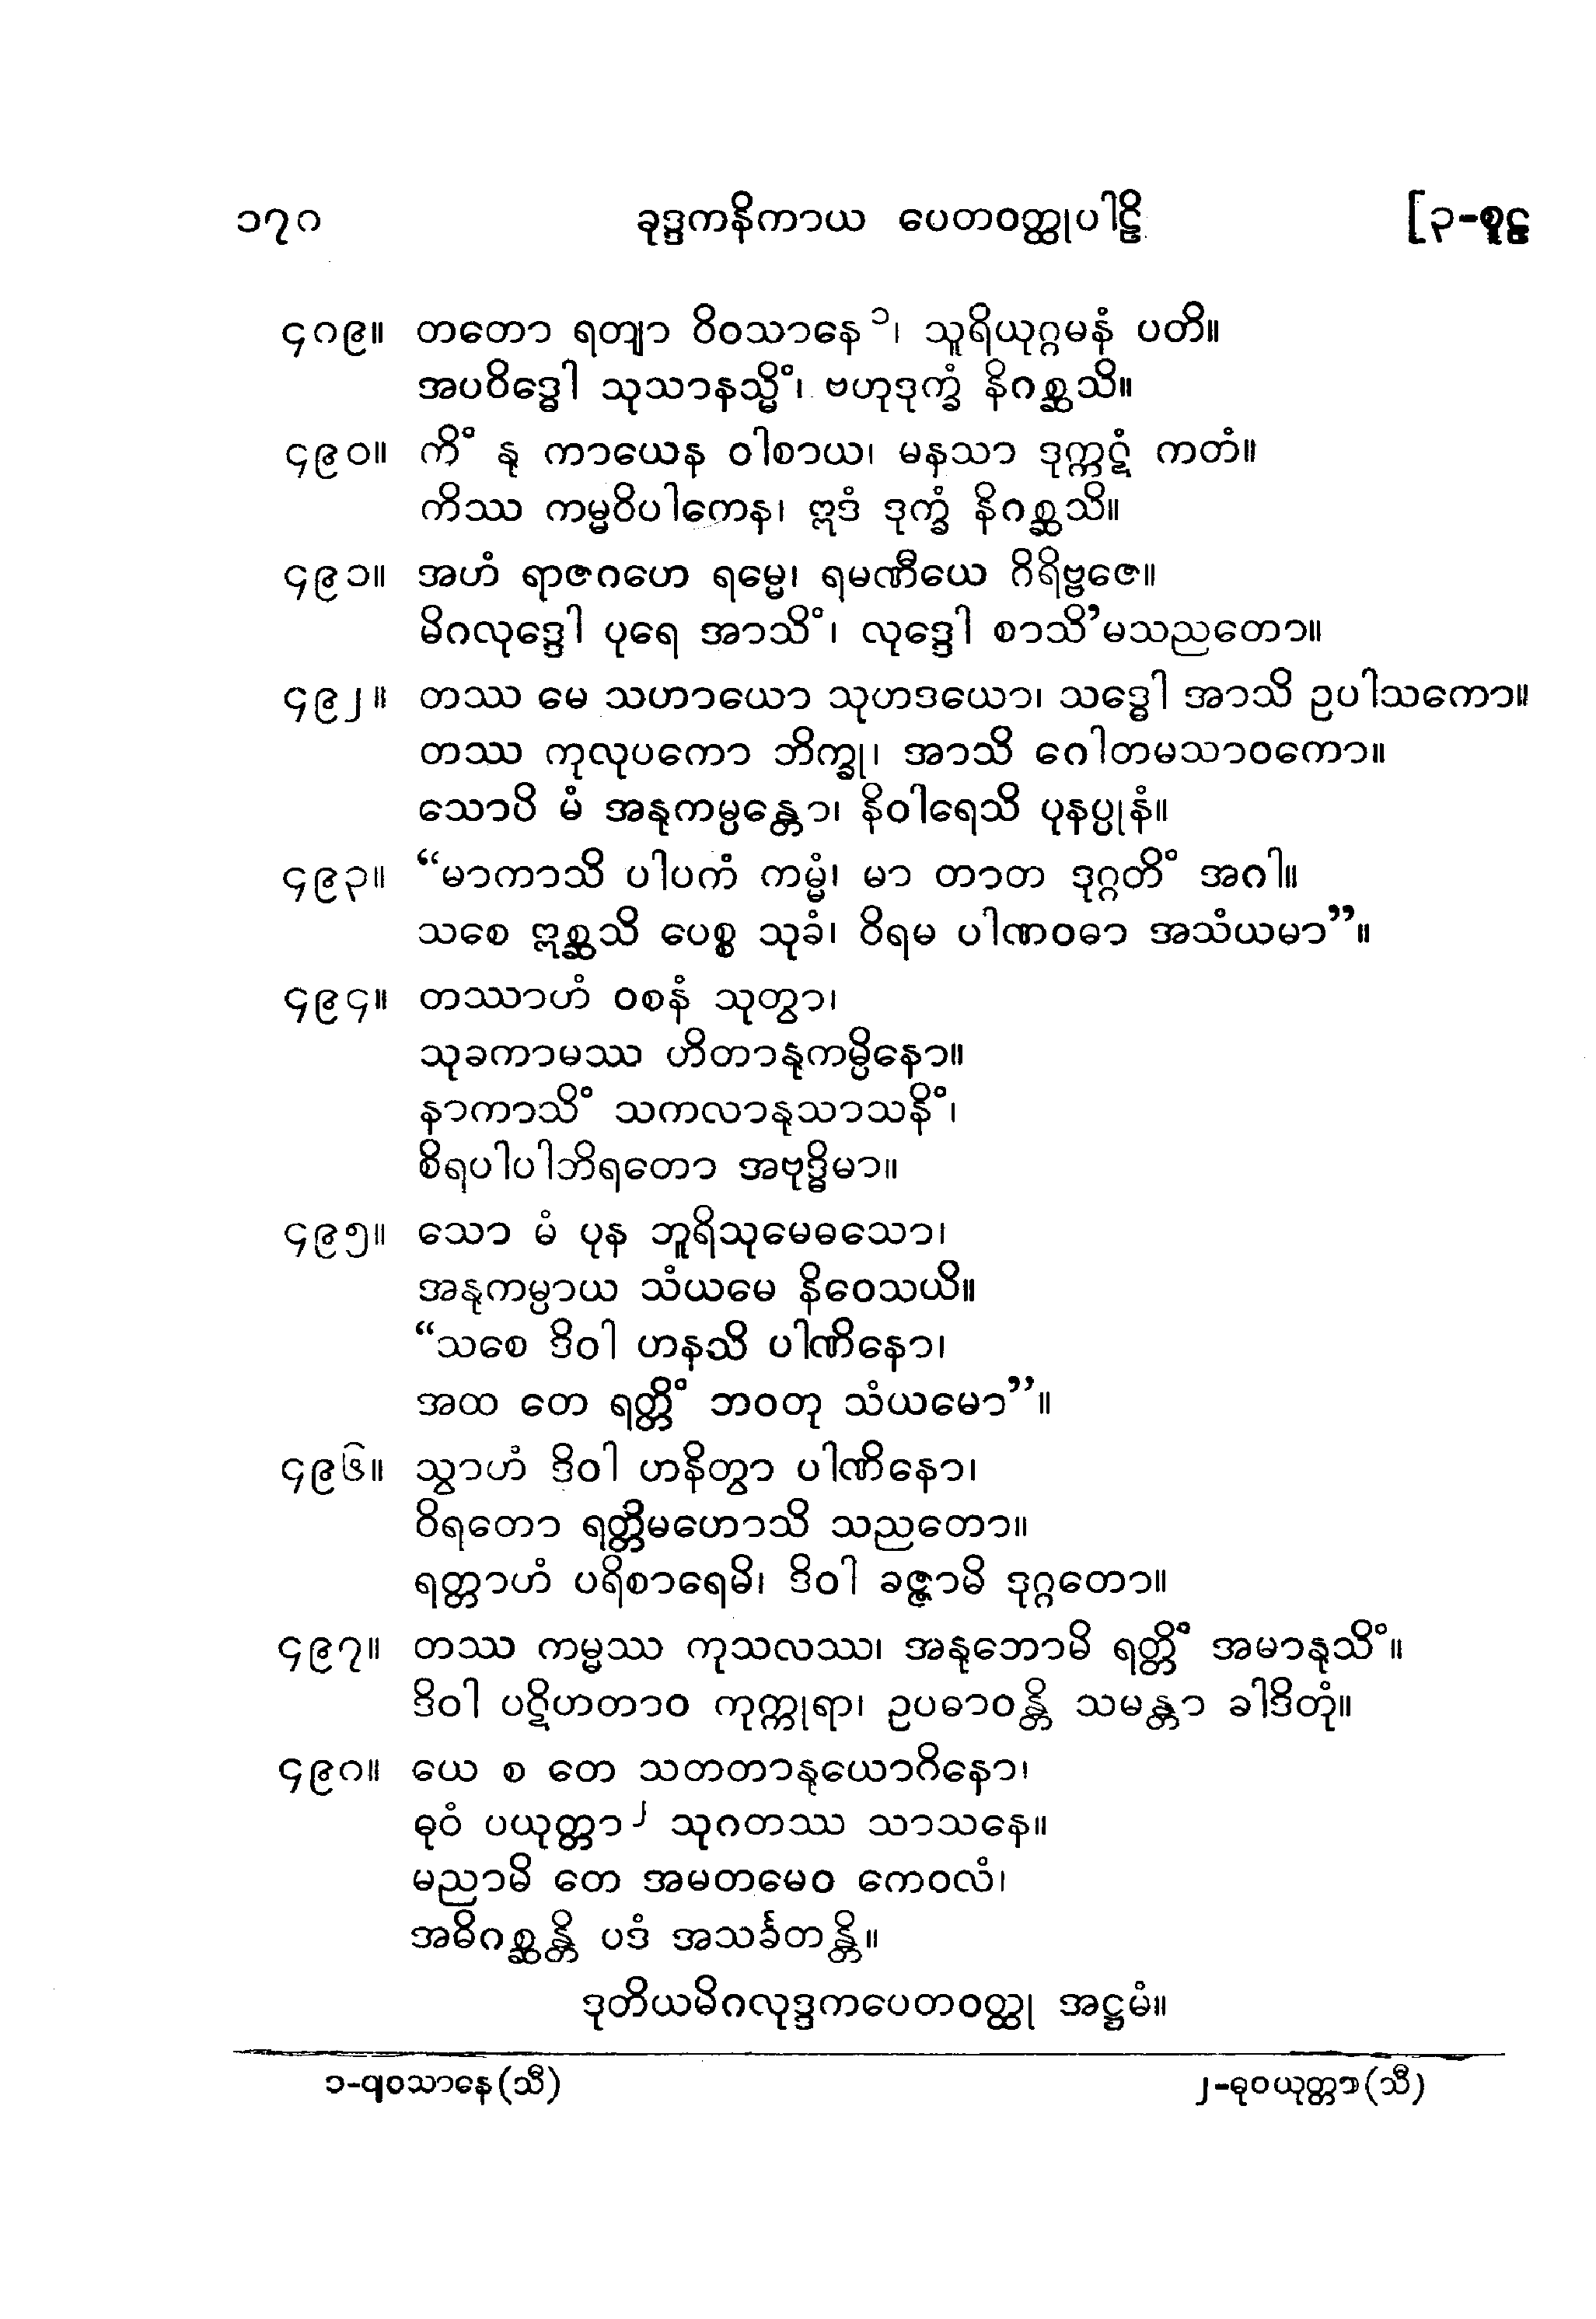 ၁၇၀ ခုဒ္ဒကနိကာယ ပေတဝတ္ထုပါဠိ [၃-စူဠ
၄၈၉။ တတော ရတျာ ဝိဝသာနေ ၁၊ သူရိယုဂ္ဂမနံ ပတိ။
အပဝိဒ္ဓေါ သုသာနသ္မိံ၊ ဗဟုဒုက္ခံ နိဂစ္ဆသိ။
၄၉၀။ ကိံ နု ကာယေန ဝါစာယ၊ မနသာ ဒုက္ကဋံ ကတံ။
ကိဿ ကမ္မဝိပါကေန၊ ဣဒံ ဒုက္ခံ နိဂစ္ဆသိ။
၄၉၁။ အဟံ ရာဇဂဟေ ရမ္မေ၊ ရမဏီယေ ဂိရိဗ္ဗဇေ။
မိဂလုဒ္ဒေါ ပုရေ အာသိံ၊ လုဒ္ဒေါ စာသိ’မသညတော။
၄၉၂။ တဿ မေ သဟာယော သုဟဒယော၊ သဒ္ဓေါ အာသိ ဥပါသကော။
တဿ ကုလုပကော ဘိက္ခု၊ အာသိ ဂေါတမသာဝကော။
သောပိ မံ အနုကမ္ပန္တော၊ နိဝါရေသိ ပုနပ္ပုနံ။
၄၉၃။ “မာကာသိ ပါပကံ ကမ္မံ၊ မာ တာတ ဒုဂ္ဂတိံ အဂါ။
သစေ ဣစ္ဆသိ ပေစ္စ သုခံ၊ ဝိရမ ပါဏဝဓာ အသံယမာ”။
၄၉၄။ တဿာဟံ ဝစနံ သုတွာ၊
သုခကာမဿ ဟိတာနုကမ္ပိနော။
နာကာသိံ သကလာနုသာသနိံ၊
စိရပါပါဘိရတော အဗုဒ္ဓိမာ။
၄၉၅။ သော မံ ပုန ဘူရိသုမေဓသော၊
အနုကမ္ပာယ သံယမေ နိဝေသယိ။
“သစေ ဒိဝါ ဟနသိ ပါဏိနော၊
အထ တေ ရတ္တိံ ဘဝတု သံယမော”။
၄၉၆။ သွာဟံ ဒိဝါ ဟနိတွာ ပါဏိနော၊
ဝိရတော ရတ္တိမဟောသိ သညတော။
ရတ္တာဟံ ပရိစာရေမိ၊ ဒိဝါ ခဇ္ဇာမိ ဒုဂ္ဂတော။
၄၉၇။ တဿ ကမ္မဿ ကုသလဿ၊ အနုဘောမိ ရတ္တိံ အမာနုသိံ။
ဒိဝါ ပဋိဟတာဝ ကုက္ကုရာ၊ ဥပဓာဝန္တိ သမန္တာ ခါဒိတုံ။
၄၉၈။ ယေ စ တေ သတတာနုယောဂိနော၊
ဓုဝံ ပယုတ္တာ ၂ သုဂတဿ သာသနေ။
မညာမိ တေ အမတမေဝ ကေဝလံ၊
အဓိဂစ္ဆန္တိ ပဒံ အသင်္ခတန္တိ။
ဒုတိယမိဂလုဒ္ဒကပေတဝတ္ထု အဋ္ဌမံ။
၁-ဗျဝသာနေ (သီ) ၂-ဓုဝယုတ္တာ (သီ)